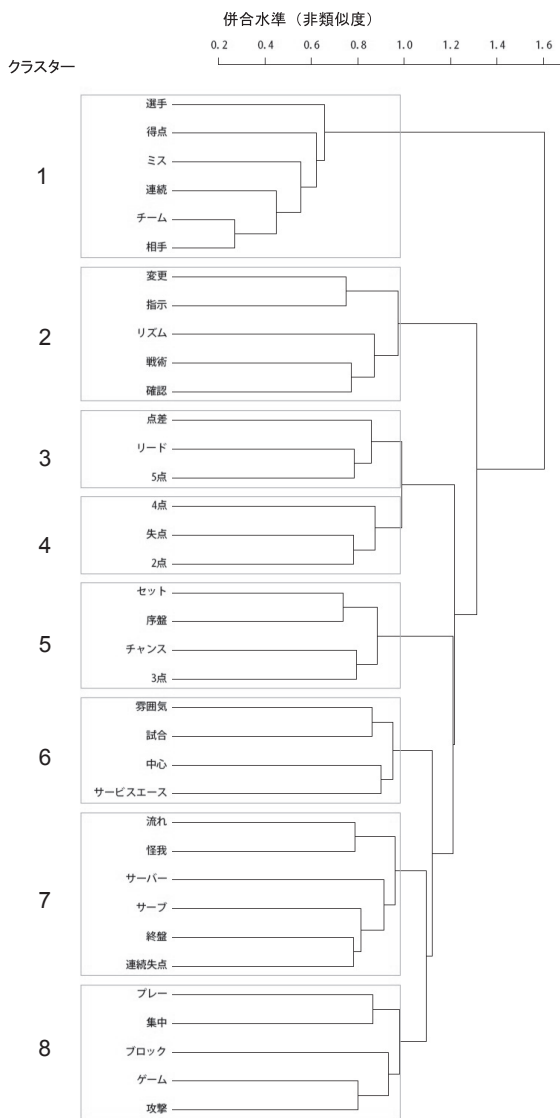 併合水準（非類似度）
0.2 0.4 0.6 0.8 1.0 1.2 1.4 1.6
クラスター
1
選手
得点
ミス
連続
チーム
相手
2
変更
指示
リズム
戦術
確認
3
点差
リード
5点
4
4点
失点
2点
5
セット
序盤
チャンス
3点
6
雰囲気
試合
中心
サービスエース
7
流れ
怪我
サーバー
サーブ
終盤
連続失点
8
プレー
集中
ブロック
ゲーム
攻撃